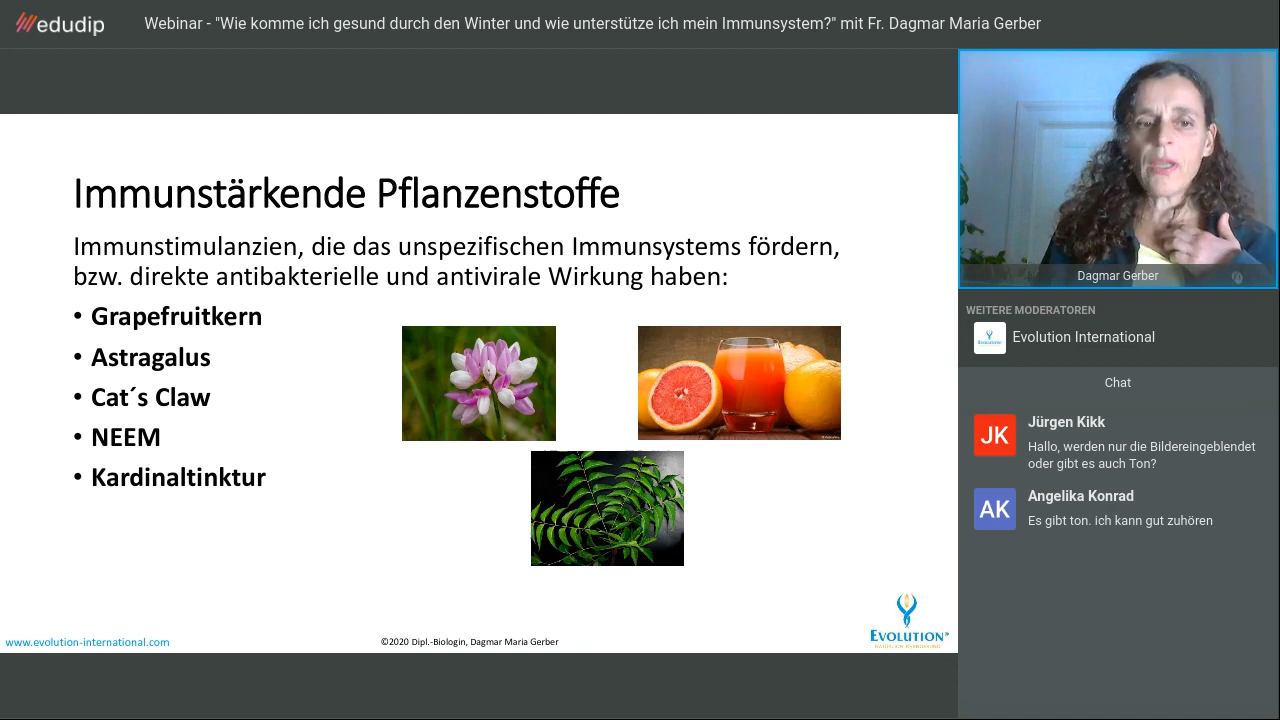 edudip
Webinar - "Wie komme ich gesund durch den Winter und wie unterstütze ich mein Immunsystem?" mit Fr. Dagmar Maria Gerber
Immunstärkende Pflanzenstoffe
Immunstimulanzien, die das unspezifischen Immunsystems fördern,
bzw. direkte antibakterielle und antivirale Wirkung haben:
• Grapefruitkern
• Astragalus
• Cat´s Claw
• NEEM
• Kardinaltinktur
www.evolution-international.com
©2020 Dipl.-Biologin, Dagmar Maria Gerber
EVOLUTION®
Dagmar Gerber
WEITERE MODERATOREN
Evolution International
Chat
JK
Jürgen Kikk
Hallo, werden nur die Bildereingeblendet
oder gibt es auch Ton?
AK
Angelika Konrad
Es gibt ton. ich kann gut zuhören